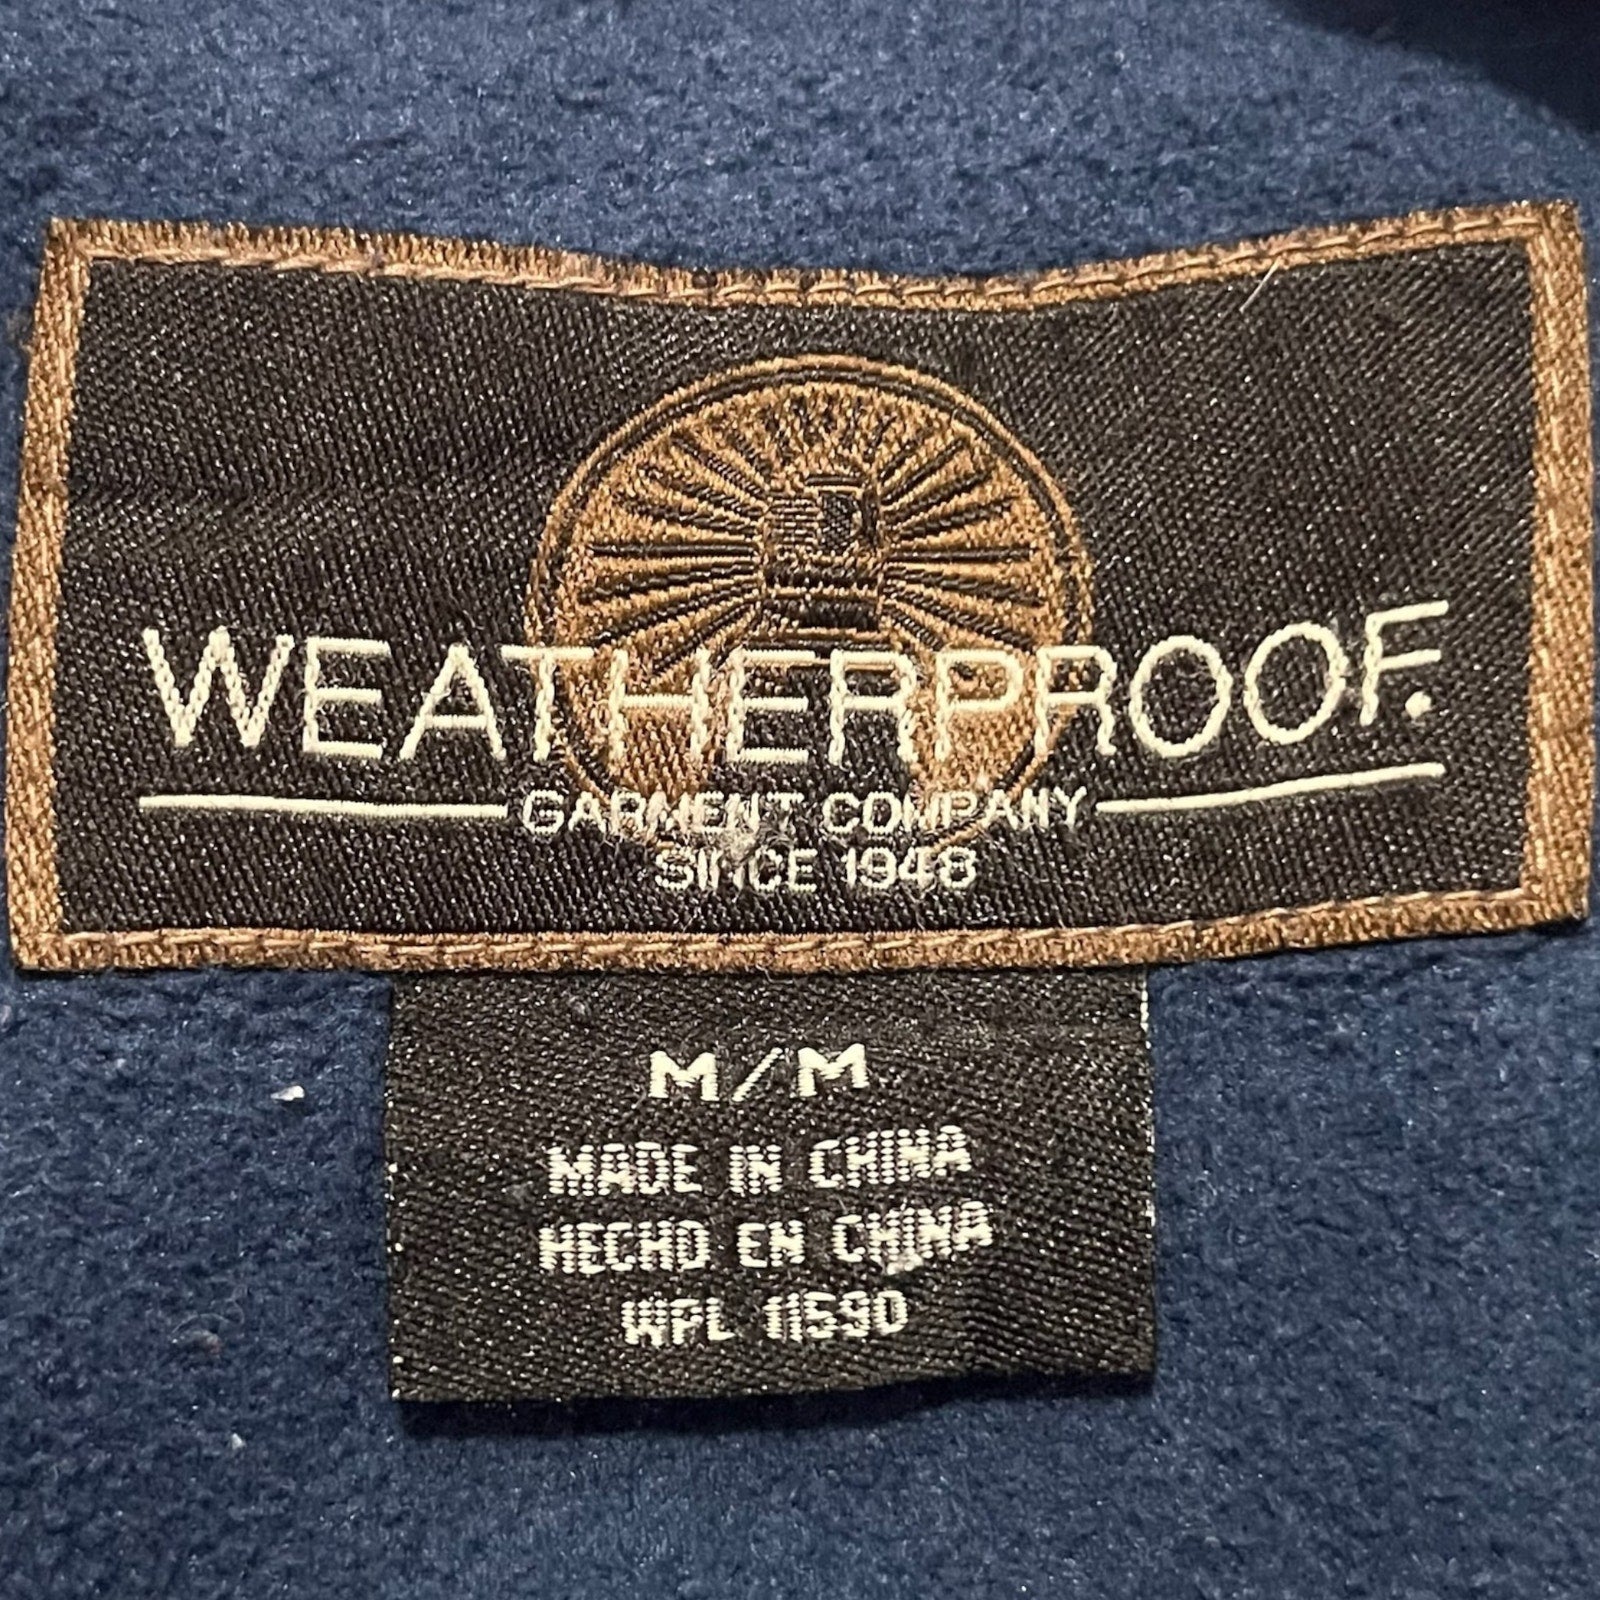 WEATHERPROOF.
GARMENT COMPANY
SINCE 1948
M/M
MADE IN CHINA
HECHO EN CHINA
WPL 11590